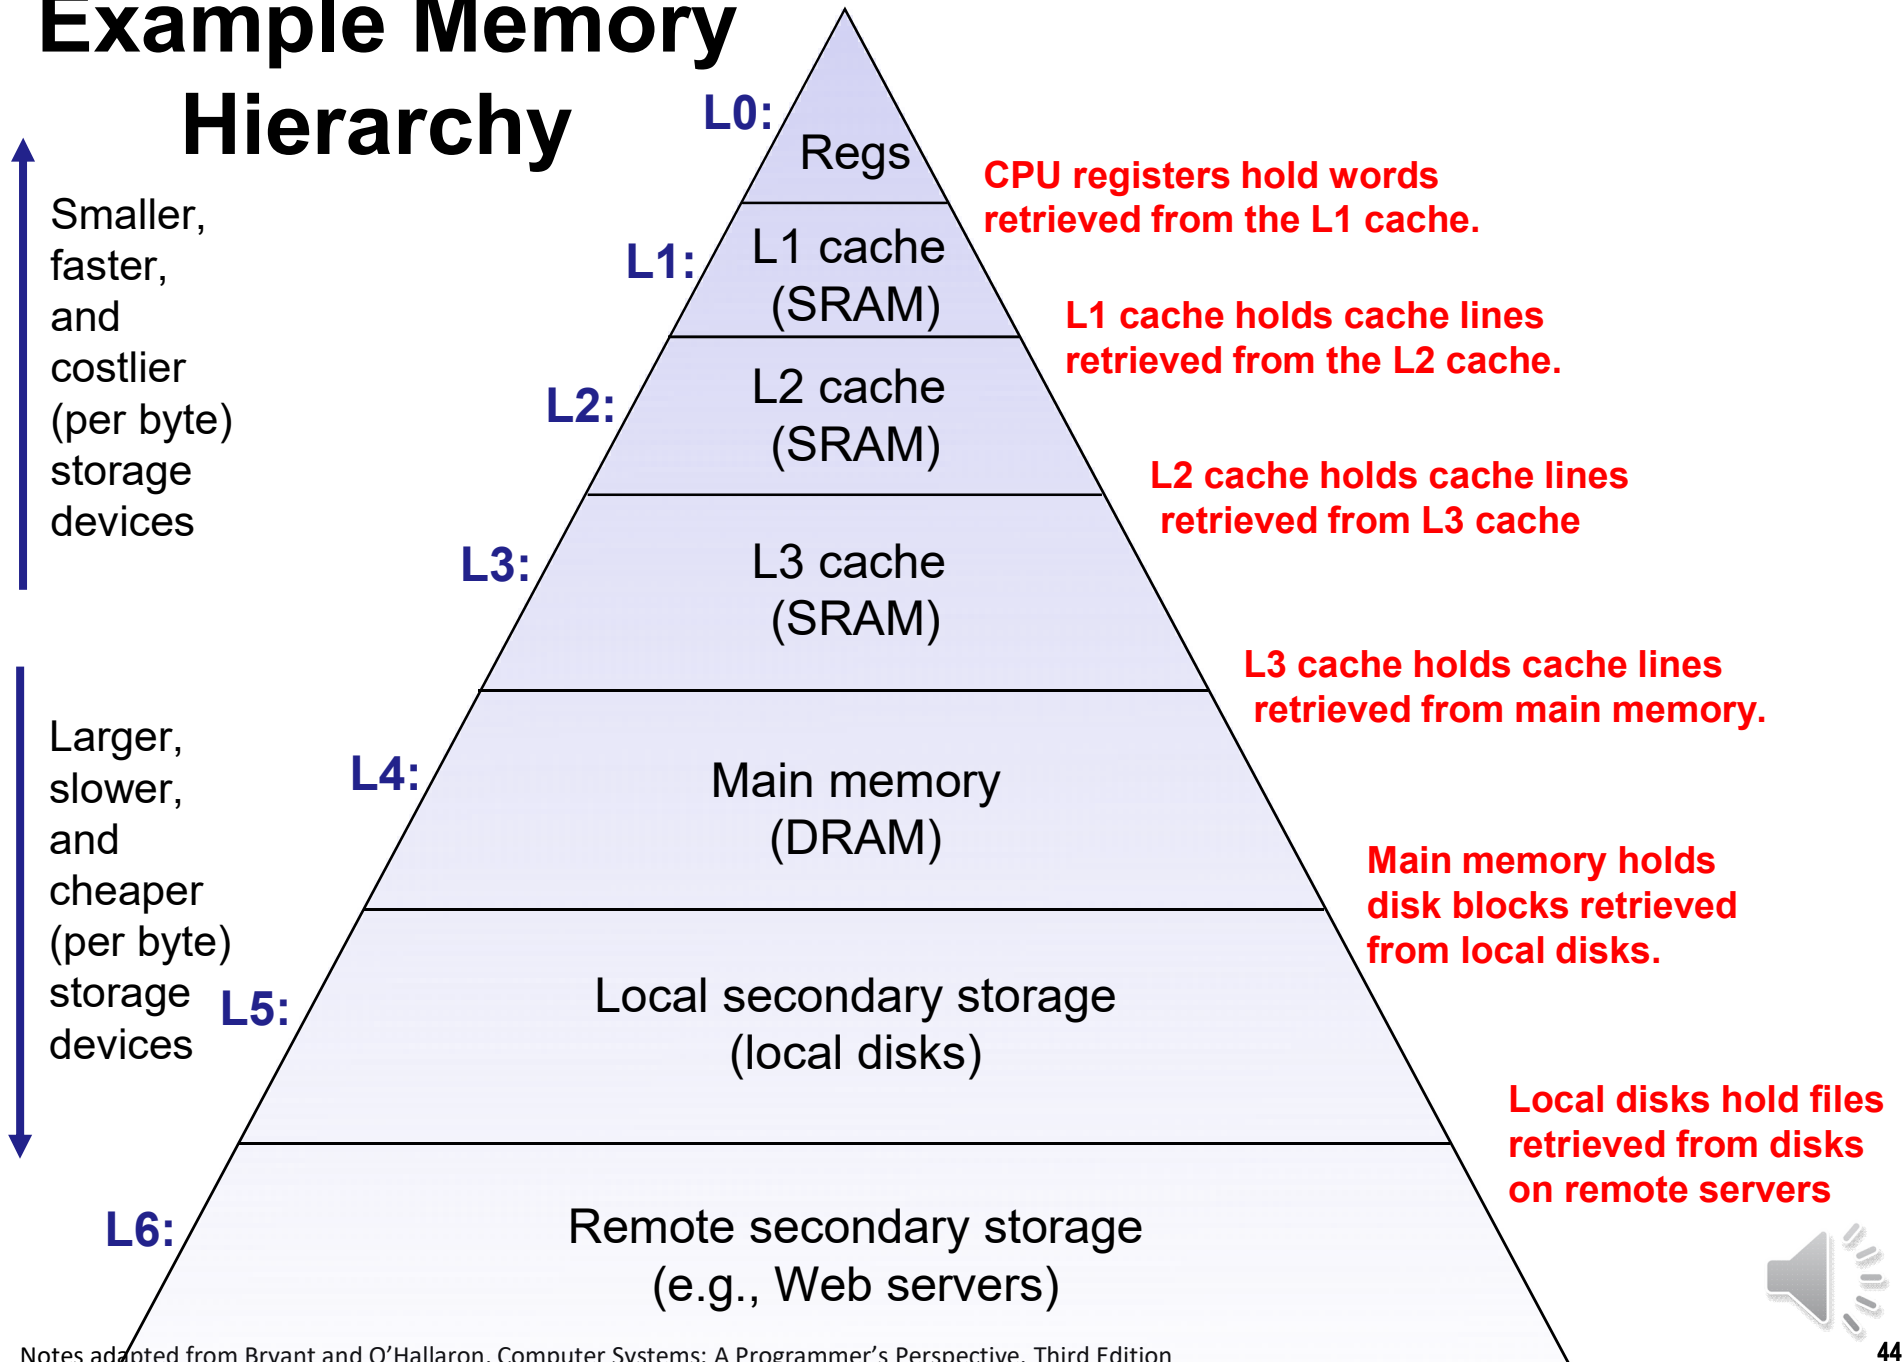 Example Memory
Hierarchy
Smaller,
faster,
and
costlier
(per byte)
storage
devices
Larger,
slower,
and
cheaper
(per byte)
storage
devices
L0:
Regs
CPU registers hold words
retrieved from the L1 cache.
L1:
L1 cache
(SRAM)
L1 cache holds cache lines
retrieved from the L2 cache.
L2:
L2 cache
(SRAM)
L2 cache holds cache lines
retrieved from L3 cache
L3:
L3 cache
(SRAM)
L3 cache holds cache lines
retrieved from main memory.
L4:
Main memory
(DRAM)
Main memory holds
disk blocks retrieved
from local disks.
L5:
Local secondary storage
(local disks)
Local disks hold files
retrieved from disks
on remote servers
L6:
Remote secondary storage
(e.g., Web servers)
Notes adapted from Bryant and O’Hallaron, Computer Systems: A Programmer’s Perspective, Third Edition
44